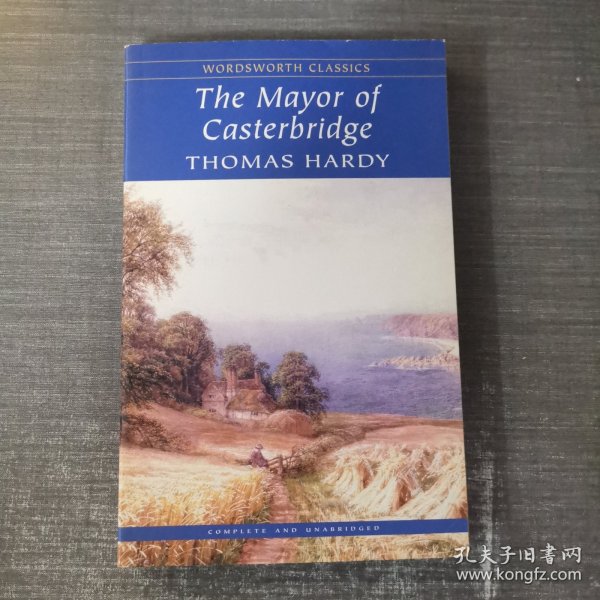 WORDSWORTH CLASSICS
The Mayor of
Casterbridge
THOMAS HARDY
COMPLETE AND UNABRIDGED
孔夫子旧书网
www.kongfz.com